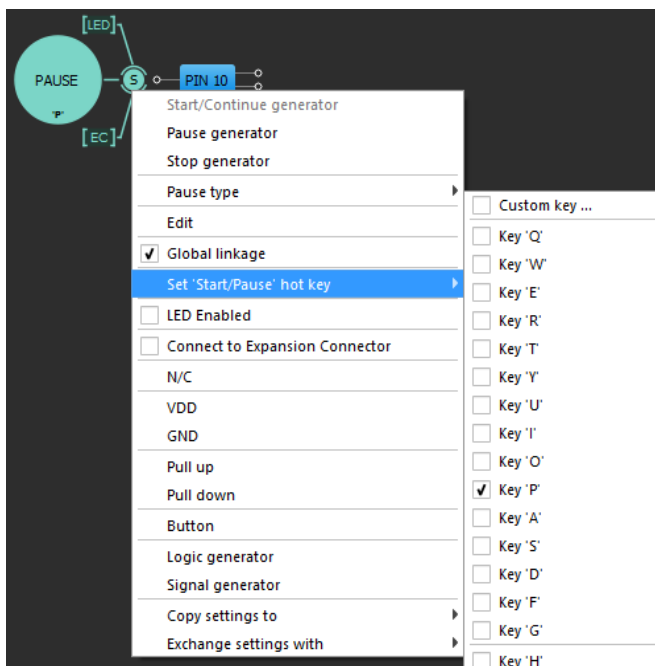 [LED]
PAUSE
S
PIN 10
"P"
[EC]
Start/Continue generator
Pause generator
Stop generator
Pause type
Edit
Global linkage
Set 'Start/Pause' hot key
LED Enabled
Connect to Expansion Connector
N/C
VDD
GND
Pull up
Pull down
Button
Logic generator
Signal generator
Copy settings to
Exchange settings with
Custom key ...
Key 'Q'
Key 'W'
Key 'E'
Key 'R'
Key 'T'
Key 'Y'
Key 'U'
Key 'I'
Key 'O'
Key 'P'
Key 'A'
Key 'S'
Key 'D'
Key 'F'
Key 'G'
Key 'H'